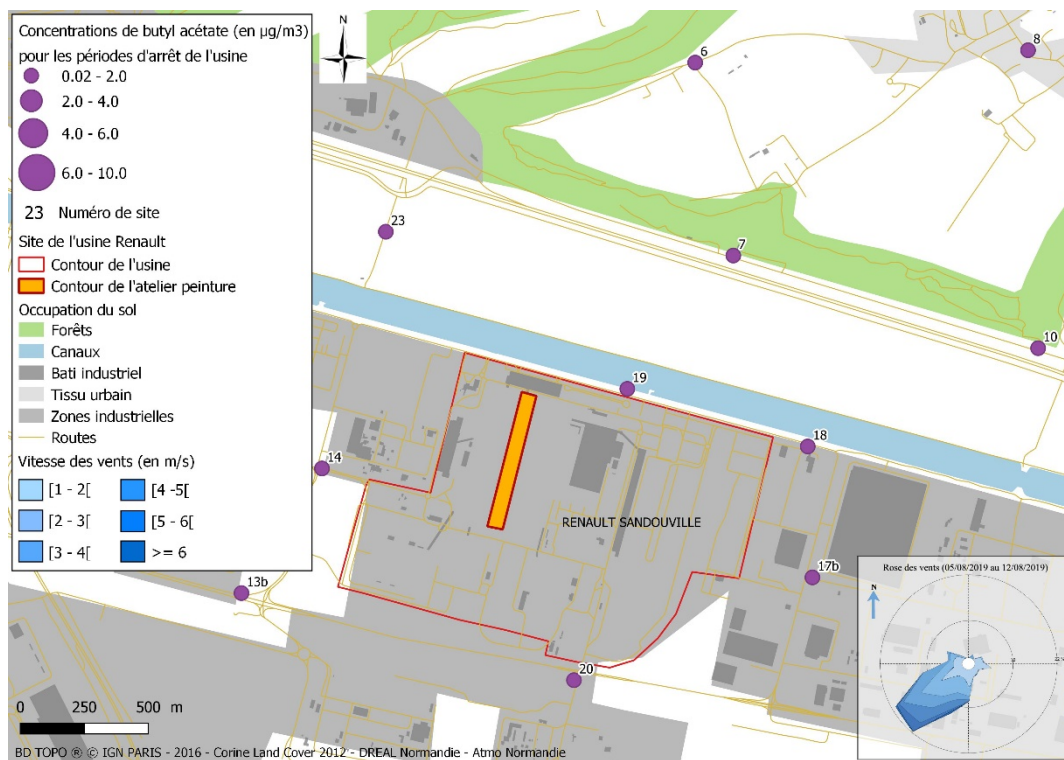 Concentrations de butyl acétate (en µg/m3)
pour les périodes d'arrêt de l'usine
0.02 - 2.0
2.0 - 4.0
4.0 - 6.0
6.0 - 10.0
23 Numéro de site
Site de l'usine Renault
Contour de l'usine
Contour de l'atelier peinture
Occupation du sol
Forêts
Canaux
Bati industriel
Tissu urbain
Zones industrielles
Routes
Vitesse des vents (en m/s)
[1 - 2[ [4 -5[
[2 - 3[ [5 - 6[
[3 - 4[ >= 6
N
6
8
23
7
10
19
18
14
RENAULT SANDOUVILLE
17b
13b
20
Rose des vents (05/08/2019 au 12/08/2019)
N
0 250 500 m
BD TOPO ® © IGN PARIS - 2016 - Corine Land Cover 2012 - DREAL Normandie - Atmo Normandie